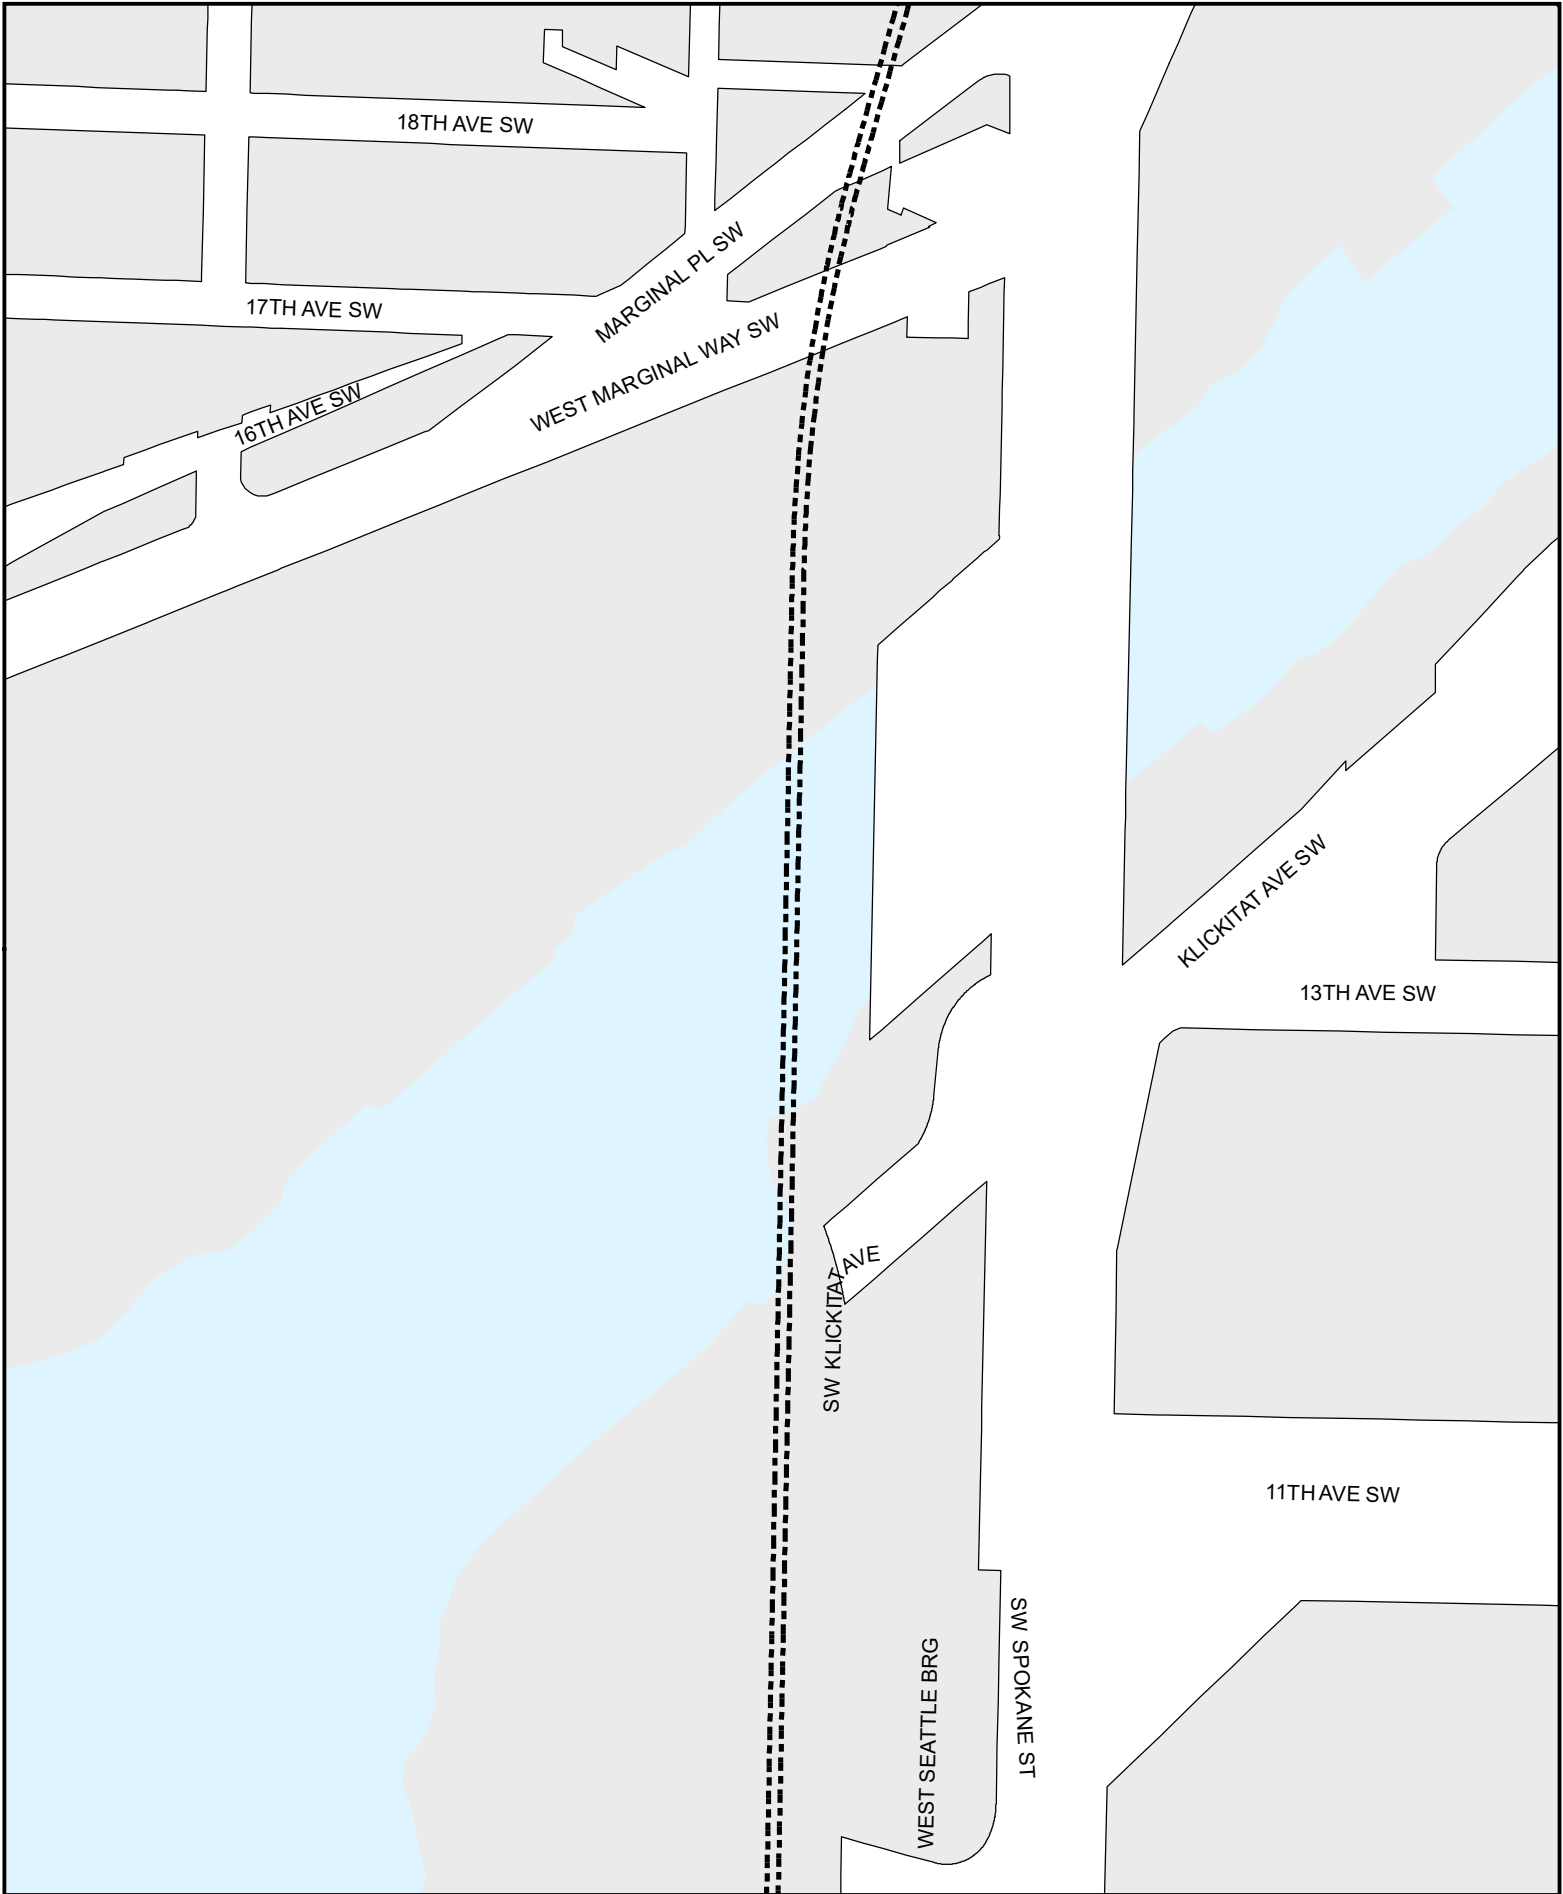 18TH AVE SW
MARGINAL PL SW
17TH AVE SW
WEST MARGINAL WAY SW
16TH AVE SW
KLICKITAT AVE SW
13TH AVE SW
SW KLICKITAT AVE
11TH AVE SW
SW SPOKANE ST
WEST SEATTLE BRG